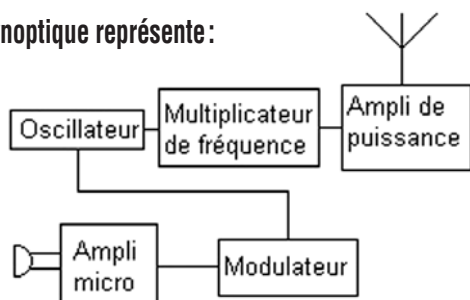 noptique représente :
Oscillateur
Multiplicateur
de fréquence
Ampli de
puissance
Ampli
micro
Modulateur